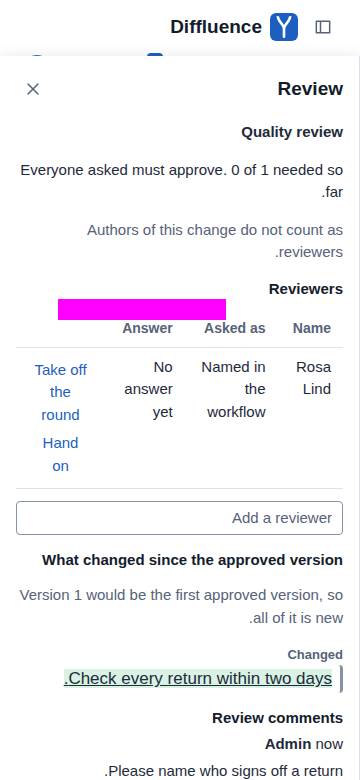 Diffluence
Review
Quality review
Everyone asked must approve. 0 of 1 needed so
far.
Authors of this change do not count as
reviewers.
Reviewers
Name Asked as Answer
Rosa Lind
Named in the workflow
No answer yet
Take off the round
Hand on
Add a reviewer
What changed since the approved version
Version 1 would be the first approved version, so
all of it is new.
Changed
Check every return within two days.
Review comments
Admin now
Please name who signs off a return.